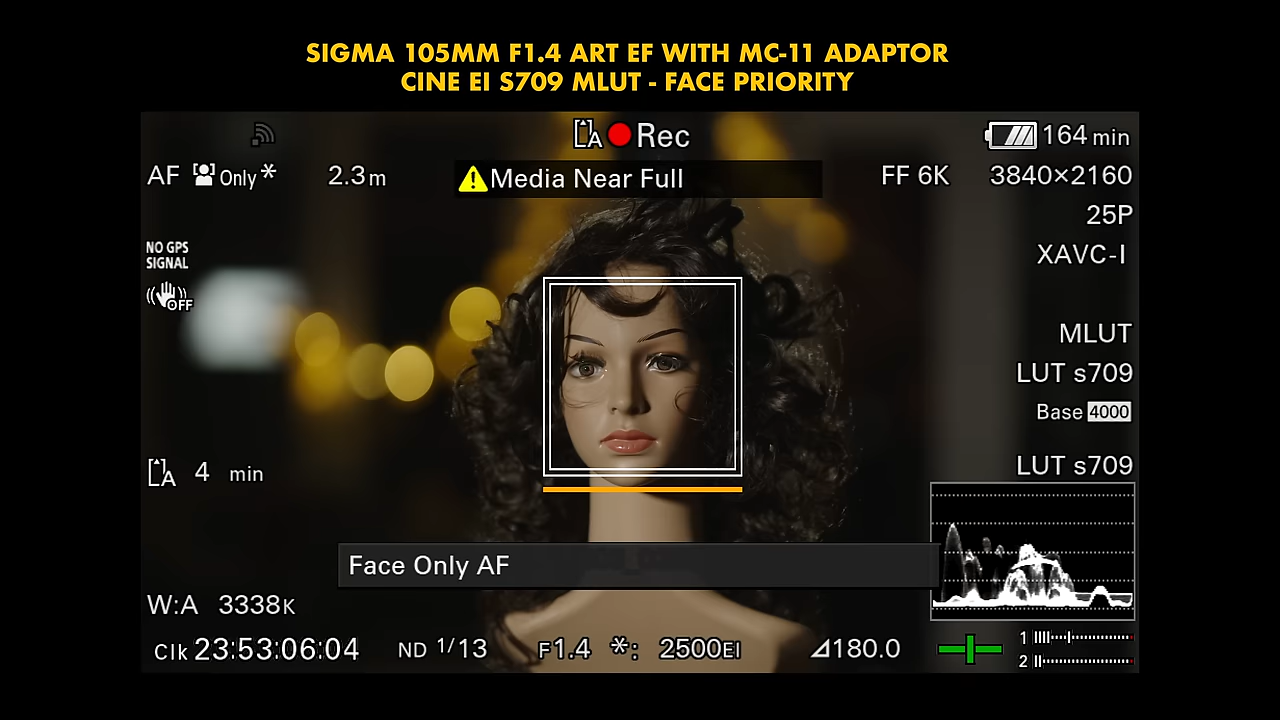 SIGMA 105MM F1.4 ART EF WITH MC-11 ADAPTOR
CINE EI S709 MLUT - FACE PRIORITY
A Rec
164 min
AF Only * 2.3m
Media Near Full
FF 6K 3840×2160
25P
NO GPS
SIGNAL
XAVC-I
OFF
MLUT
LUT s709
Base 4000
A 4 min
LUT s709
Face Only AF
W:A 3338K
Clk 23:53:06:04 ND 1/13 F1.4 *: 2500EI ⊿180.0
1
2